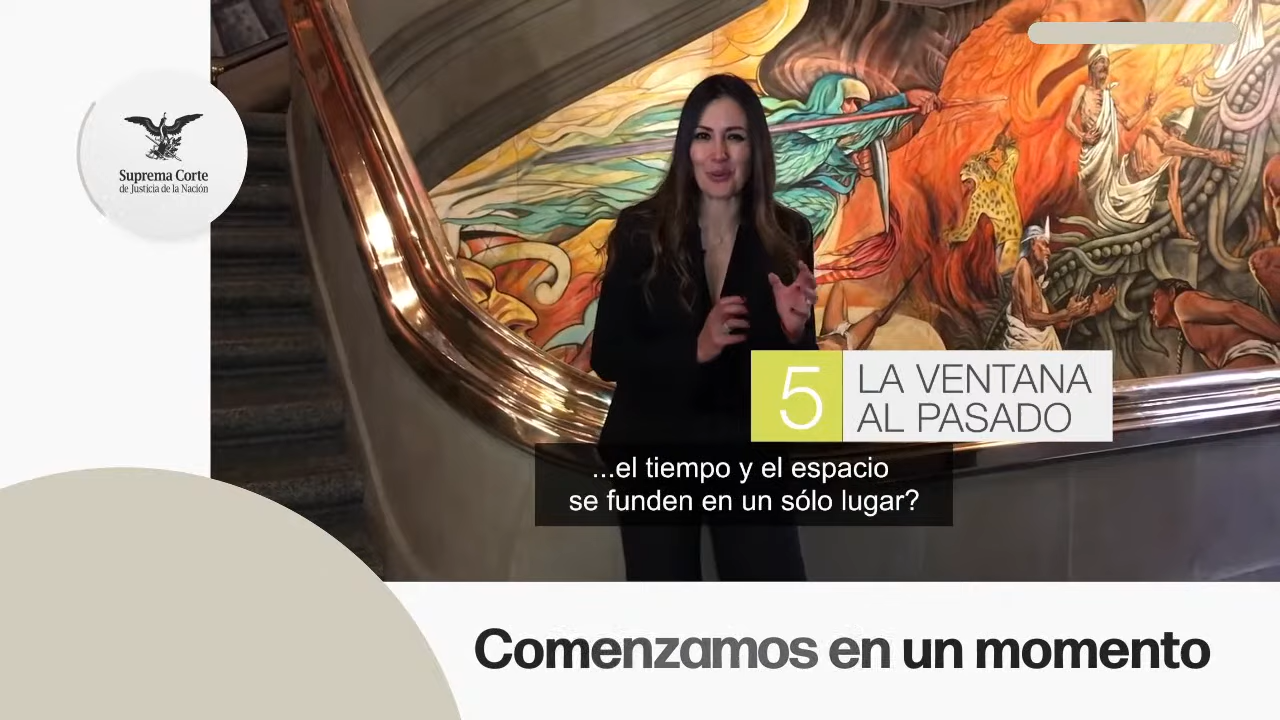 Suprema Corte
de Justicia de la Nación
5
LA VENTANA
AL PASADO
...el tiempo y el espacio
se funden en un sólo lugar?
Comenzamos en un momento